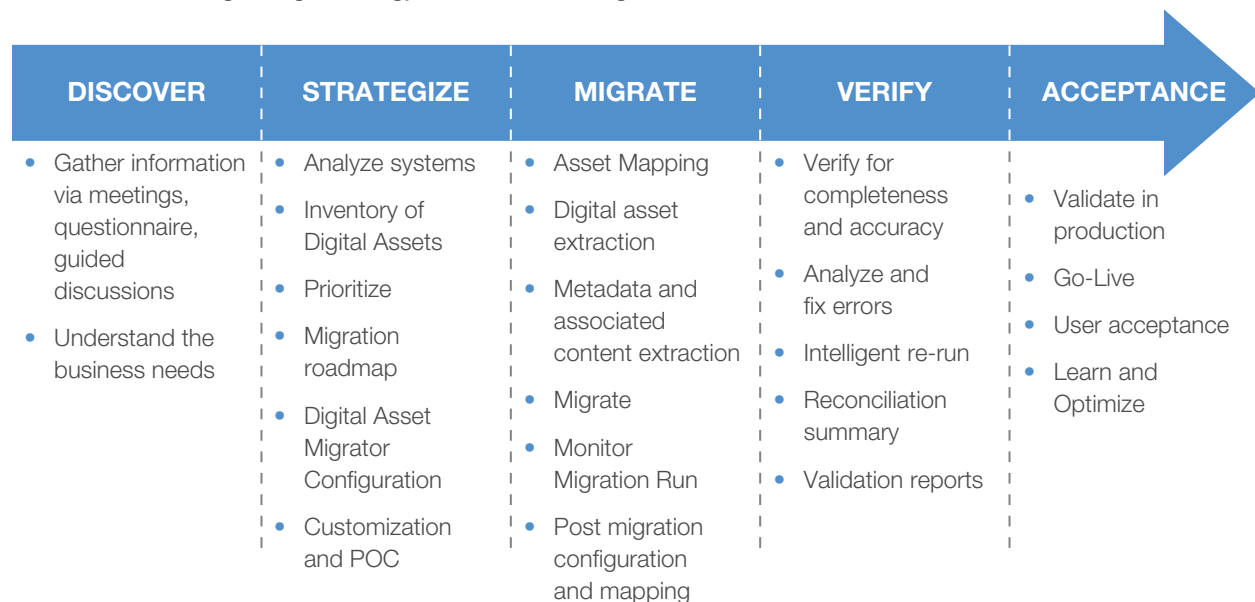 DISCOVER
STRATEGIZE
MIGRATE
VERIFY
ACCEPTANCE
• Gather information
via meetings,
questionnaire,
guided
discussions
• Understand the
business needs
• Analyze systems
• Inventory of
Digital Assets
• Prioritize
• Migration
roadmap
• Digital Asset
Migrator
Configuration
• Customization
and POC
• Asset Mapping
• Digital asset
extraction
• Metadata and
associated
content extraction
• Migrate
• Monitor
Migration Run
• Post migration
configuration
and mapping
• Verify for
completeness
and accuracy
• Analyze and
fix errors
• Intelligent re-run
• Reconciliation
summary
• Validation reports
• Validate in
production
• Go-Live
• User acceptance
• Learn and
Optimize